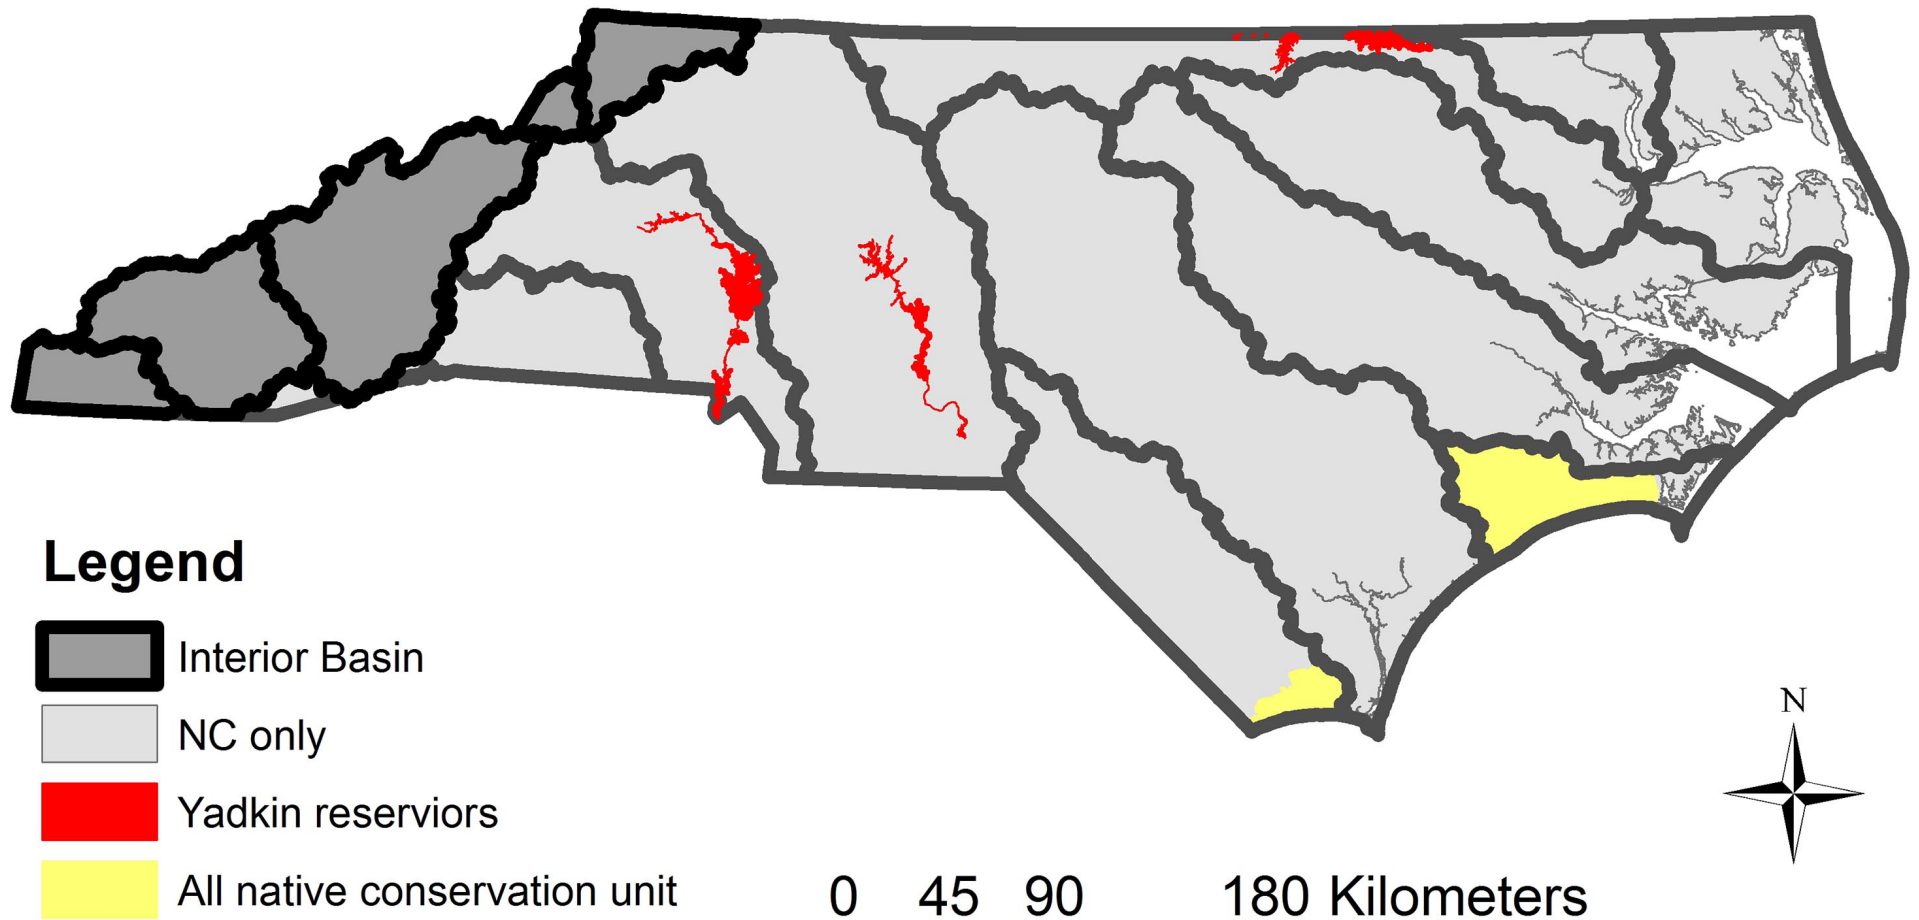 N
Legend
Interior Basin
NC only
Yadkin reserviors
All native conservation unit
0 45 90 180 Kilometers